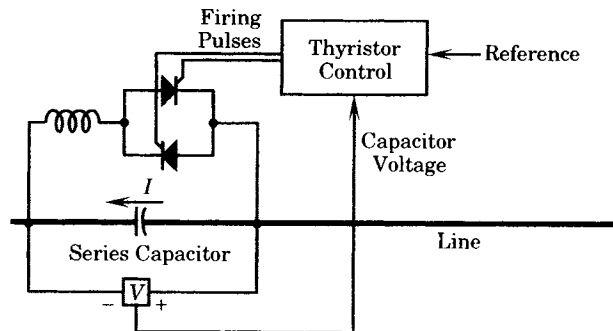 Firing
Pulses
Thyristor
Control
Reference
Capacitor
Voltage
I
Series Capacitor
Line
− V +